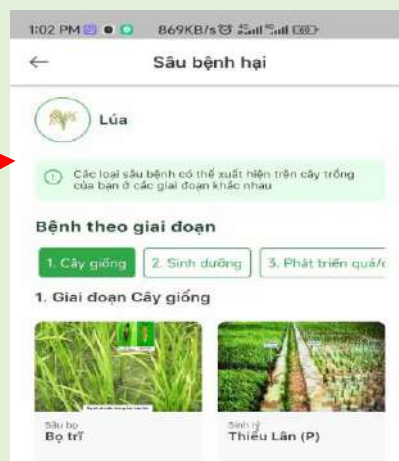 1:02 PM 869KB/s
Sâu bệnh hại
Lúa
Các loại sâu bệnh có thể xuất hiện trên cây trồng
của bạn ở các giai đoạn khác nhau
Bệnh theo giai đoạn
1. Cây giống 2. Sinh dưỡng 3. Phát triển quả/c
1. Giai đoạn Cây giống
Sâu bọ
Bọ trĩ
Sinh lý
Thiếu Lân (P)